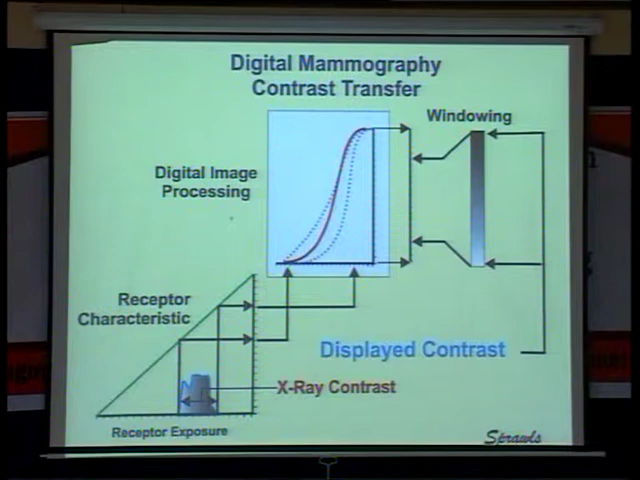 Digital Mammography
Contrast Transfer
Windowing
Digital Image
Processing
Receptor
Characteristic
Displayed Contrast
X-Ray Contrast
Receptor Exposure
Sprawls